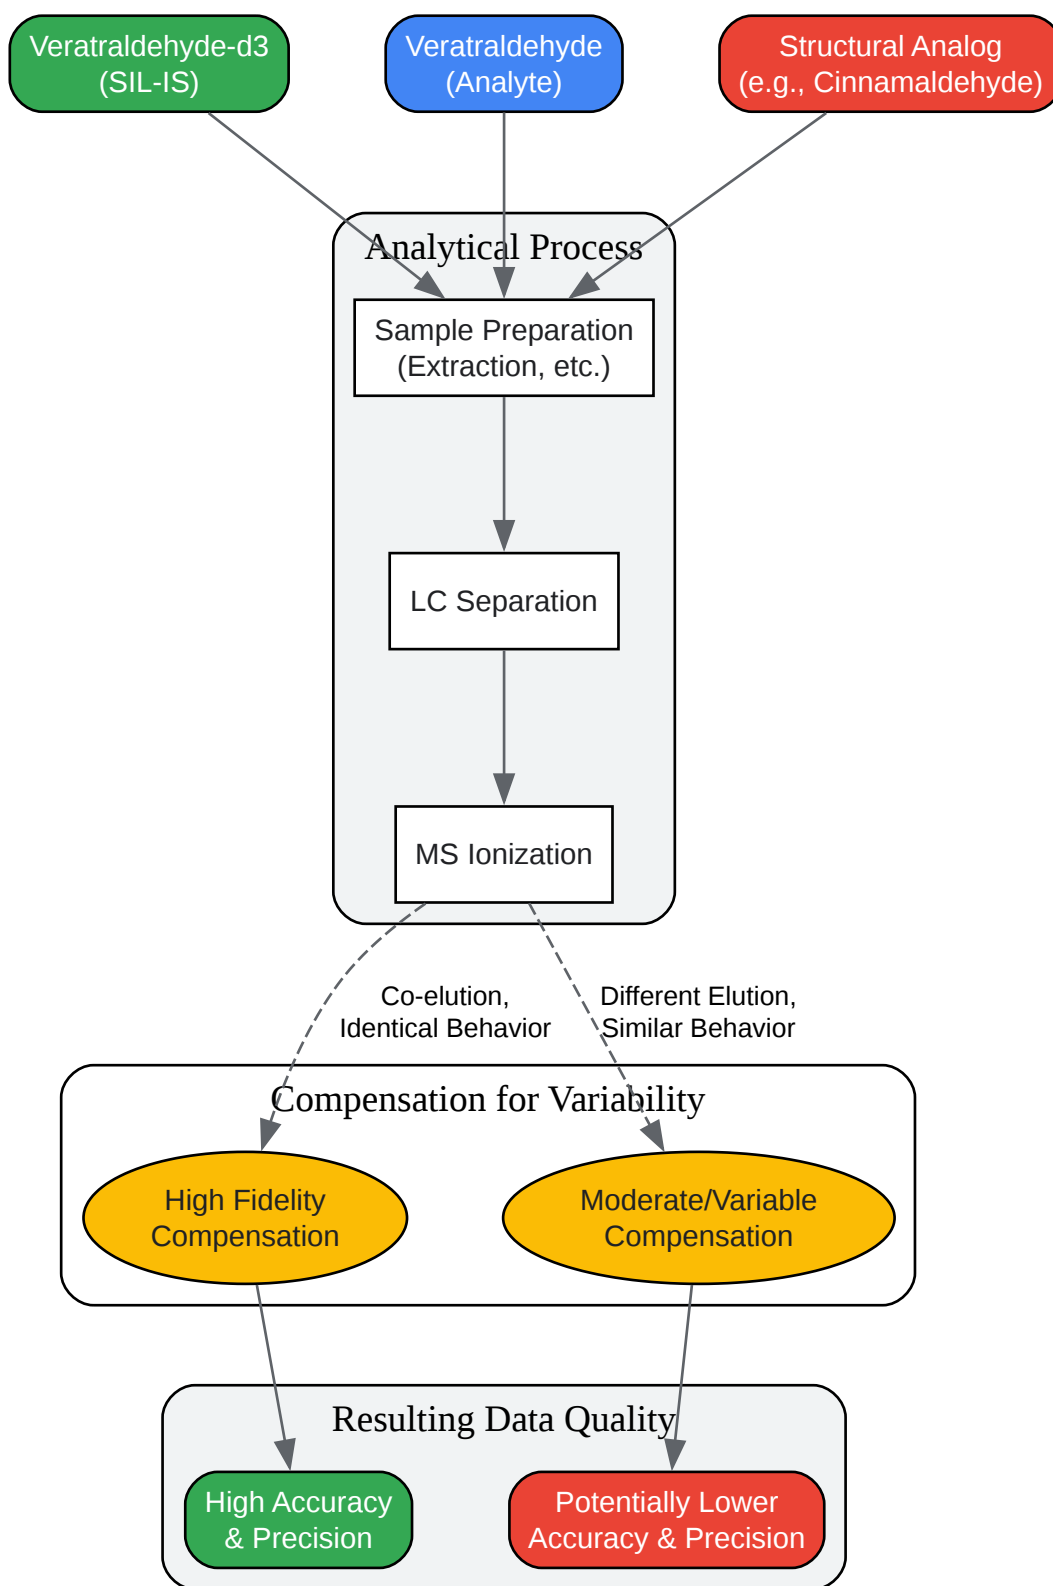 Veratraldehyde-d3
(SIL-IS)
Veratraldehyde
(Analyte)
Structural Analog
(e.g., Cinnamaldehyde)
Analytical Process
Sample Preparation
(Extraction, etc.)
LC Separation
MS Ionization
Co-elution,
Identical Behavior
Different Elution,
Similar Behavior
Compensation for Variability
High Fidelity
Compensation
Moderate/Variable
Compensation
Resulting Data Quality
High Accuracy
& Precision
Potentially Lower
Accuracy & Precision